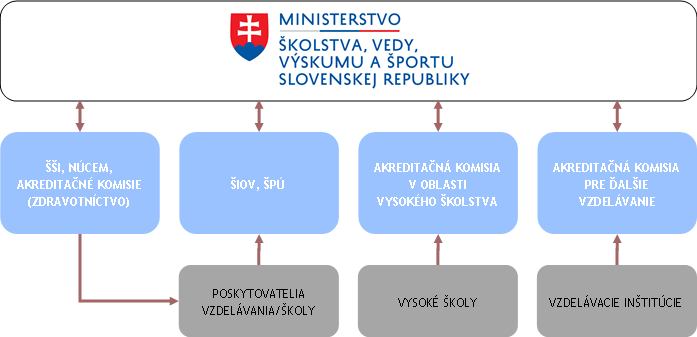 MINISTERSTVO
ŠKOLSTVA, VEDY,
VÝSKUMU A ŠPORTU
SLOVENSKEJ REPUBLIKY
ŠŠI, NÚCEM,
AKREDITAČNÉ KOMISIE
(ZDRAVOTNÍCTVO)
ŠIOV, ŠPÚ
AKREDITAČNÁ KOMISIA
V OBLASTI
VYSOKÉHO ŠKOLSTVA
AKREDITAČNÁ KOMISIA
PRE ĎALŠIE
VZDELÁVANIE
POSKYTOVATELIA
VZDELÁVANIA/ŠKOLY
VYSOKÉ ŠKOLY
VZDELÁVACIE INŠTITÚCIE